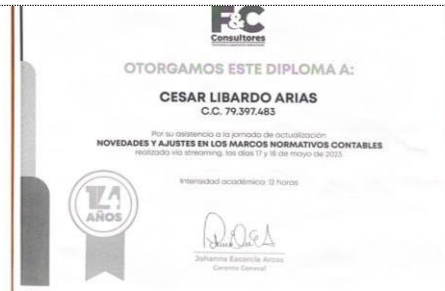 F&C
Consultores
OTORGAMOS ESTE DIPLOMA A:
CESAR LIBARDO ARIAS
C.C. 79.397.483
Por su asistencia a la jornada de actualización
NOVEDADES Y AJUSTES EN LOS MARCOS NORMATIVOS CONTABLES
realizada vía streaming, los días 17 y 18 de mayo de 2023
Intensidad académica: 12 horas
14
AÑOS
Johanna Escercia Aross
Gerente General